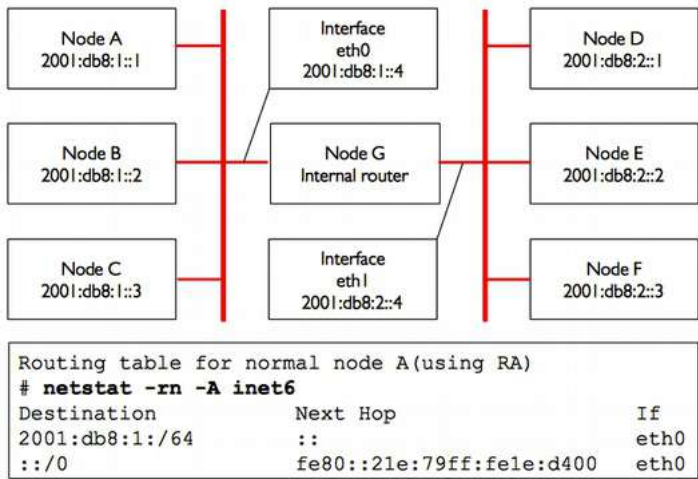 Node A
2001:db8:1::1
Interface
eth0
2001:db8:1::4
Node D
2001:db8:2::1
Node B
2001:db8:1::2
Node G
Internal router
Node E
2001:db8:2::2
Node C
2001:db8:1::3
Interface
eth1
2001:db8:2::4
Node F
2001:db8:2::3
Routing table for normal node A(using RA)
# netstat -rn -A inet6
Destination Next Hop If
2001:db8:1:/64 :: eth0
::/0 fe80::21e:79ff:fe1e:d400 eth0